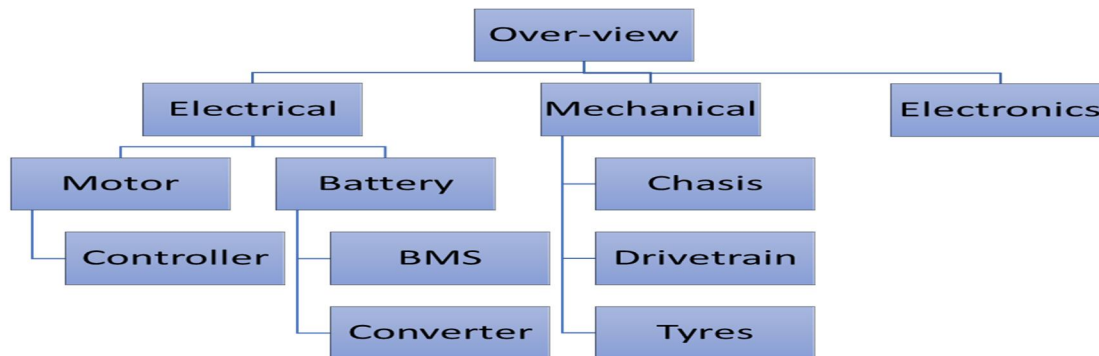 Over-view
Electrical
Mechanical
Electronics
Motor
Battery
Chasis
Controller
BMS
Drivetrain
Converter
Tyres